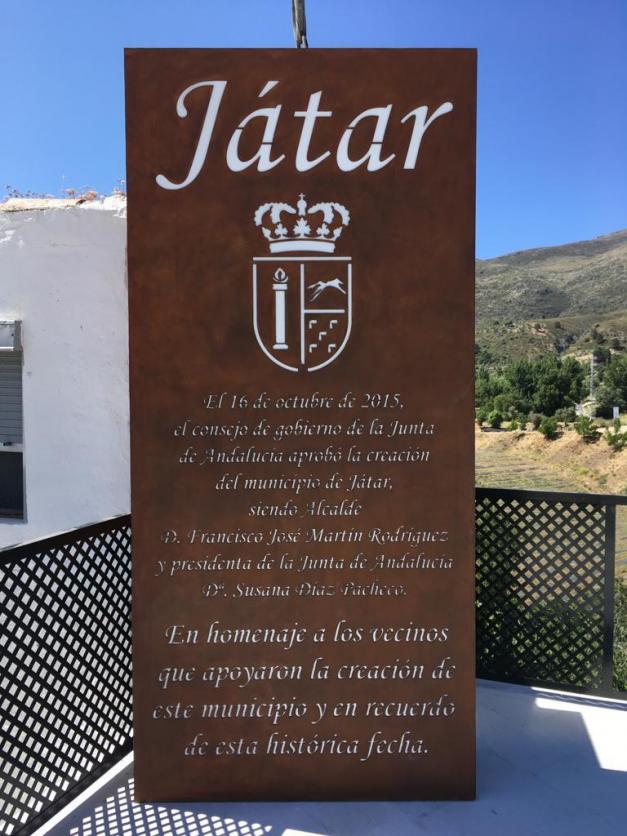 Játar
El 16 de octubre de 2015,
el consejo de gobierno de la Junta
de Andalucía aprobó la creación
del municipio de Játar,
siendo Alcalde
D. Francisco José Martín Rodríguez
y presidenta de la Junta de Andalucía
Dª. Susana Díaz Pacheco.
En homenaje a los vecinos
que apoyaron la creación de
este municipio y en recuerdo
de esta histórica fecha.